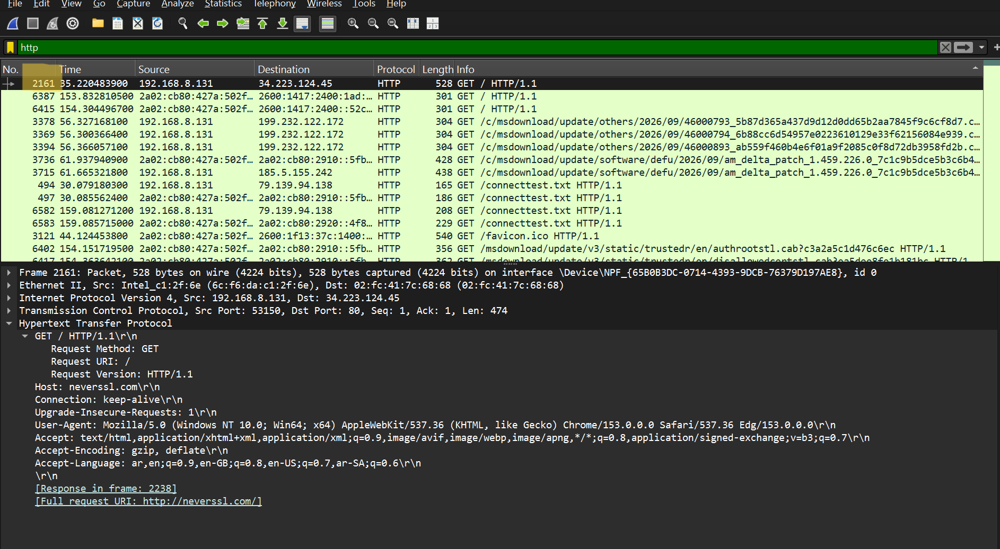 File Edit View Go Capture Analyze Statistics Telephony Wireless Tools Help
http
No. Time Source Destination Protocol Length Info
2161 35.220483900 192.168.8.131 34.223.124.45 HTTP 528 GET / HTTP/1.1
6387 153.832810500 2a02:cb80:427a:502f… 2600:1417:2400:1ad:… HTTP 301 GET / HTTP/1.1
6415 154.304496700 2a02:cb80:427a:502f… 2600:1417:2400::52c… HTTP 301 GET / HTTP/1.1
3378 56.327168100 192.168.8.131 199.232.122.172 HTTP 304 GET /c/msdownload/update/others/2026/09/46000793_5b87d365a437d9d12d0dd65b2aa7845f9c6cf8d7.c…
3369 56.300366400 192.168.8.131 199.232.122.172 HTTP 304 GET /c/msdownload/update/others/2026/09/46000794_6b88cc6d54957e0223610129e33f62156084e939.c…
3394 56.366057100 192.168.8.131 199.232.122.172 HTTP 304 GET /c/msdownload/update/others/2026/09/46000893_ab559f460b4e6f01a9f2085c0f8d72db3958fd2b.c…
3736 61.937940900 2a02:cb80:427a:502f… 2a02:cb80:2910::5fb… HTTP 428 GET /c/msdownload/update/software/defu/2026/09/am_delta_patch_1.459.226.0_7c1c9b5dce5b3c6b4…
3715 61.665321800 192.168.8.131 185.5.155.242 HTTP 438 GET /c/msdownload/update/software/defu/2026/09/am_delta_patch_1.459.226.0_7c1c9b5dce5b3c6b4…
494 30.079180300 192.168.8.131 79.139.94.138 HTTP 165 GET /connecttest.txt HTTP/1.1
497 30.085562400 2a02:cb80:427a:502f… 2a02:cb80:2910::5fb… HTTP 186 GET /connecttest.txt HTTP/1.1
6582 159.081271200 192.168.8.131 79.139.94.138 HTTP 208 GET /connecttest.txt HTTP/1.1
6583 159.085715000 2a02:cb80:427a:502f… 2a02:cb80:2920::4f8… HTTP 229 GET /connecttest.txt HTTP/1.1
3121 44.124453800 2a02:cb80:427a:502f… 2600:1f13:37c:1400:… HTTP 540 GET /favicon.ico HTTP/1.1
6402 154.151719500 2a02:cb80:427a:502f… 2a02:cb80:2910::5fb… HTTP 356 GET /msdownload/update/v3/static/trustedr/en/authrootstl.cab?c3a2a5c1d476c6ec HTTP/1.1
6417 154.363642100 2a02:cb80:427a:502f… 2a02:cb80:2910::5fb… HTTP 362 GET
Frame 2161: Packet, 528 bytes on wire (4224 bits), 528 bytes captured (4224 bits) on interface \Device\NPF_{65B0B3DC-0714-4393-9DCB-76379D197AE8}, id 0
Ethernet II, Src: Intel_c1:2f:6e (6c:f6:da:c1:2f:6e), Dst: 02:fc:41:7c:68:68 (02:fc:41:7c:68:68)
Internet Protocol Version 4, Src: 192.168.8.131, Dst: 34.223.124.45
Transmission Control Protocol, Src Port: 53150, Dst Port: 80, Seq: 1, Ack: 1, Len: 474
Hypertext Transfer Protocol
GET / HTTP/1.1\r\n
Request Method: GET
Request URI: /
Request Version: HTTP/1.1
Host: neverssl.com\r\n
Connection: keep-alive\r\n
Upgrade-Insecure-Requests: 1\r\n
User-Agent: Mozilla/5.0 (Windows NT 10.0; Win64; x64) AppleWebKit/537.36 (KHTML, like Gecko) Chrome/153.0.0.0 Safari/537.36 Edg/153.0.0.0\r\n
Accept: text/html,application/xhtml+xml,application/xml;q=0.9,image/avif,image/webp,image/apng,*/*;q=0.8,application/signed-exchange;v=b3;q=0.7\r\n
Accept-Encoding: gzip, deflate\r\n
Accept-Language: ar,en;q=0.9,en-GB;q=0.8,en-US;q=0.7,ar-SA;q=0.6\r\n
\r\n
[Response in frame: 2238]
[Full request URI: http://neverssl.com/]